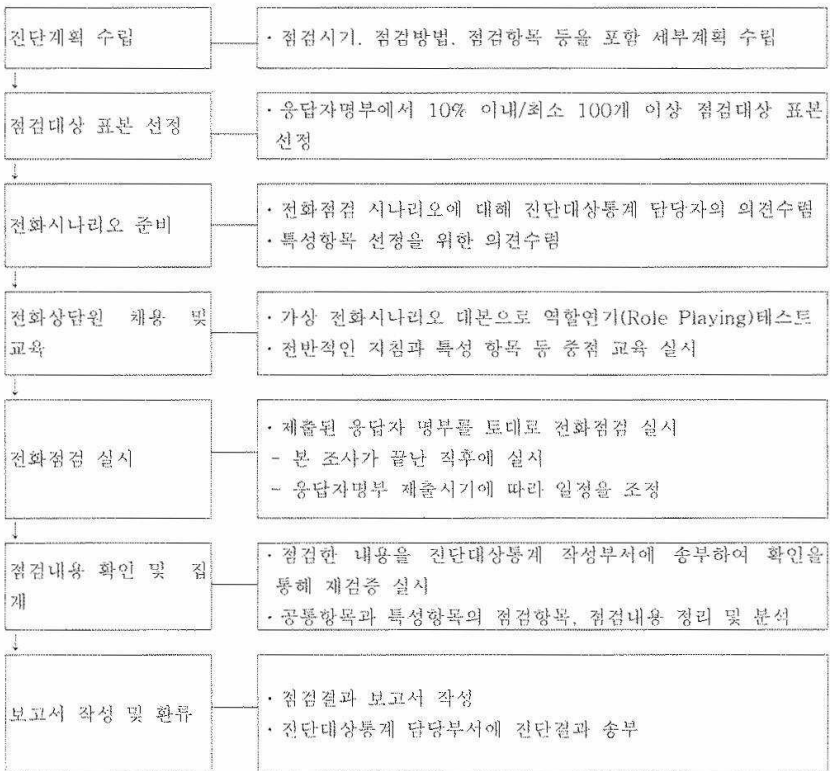 진단계획 수립
· 점검시기, 점검방법, 점검항목 등을 포함 세부계획 수립
↓
점검대상 표본 선정
· 응답자명부에서 10% 이내/최소 100개 이상 점검대상 표본
선정
↓
전화시나리오 준비
· 전화점검 시나리오에 대해 진단대상통계 담당자의 의견수렴
· 특성항목 선정을 위한 의견수렴
↓
전화상담원 채용 및
교육
· 가상 전화시나리오 대본으로 역할연기(Role Playing)테스트
· 전반적인 지침과 특성 항목 등 중점 교육 실시
↓
전화점검 실시
· 제출된 응답자 명부를 토대로 전화점검 실시
- 본 조사가 끝난 직후에 실시
- 응답자명부 제출시기에 따라 일정을 조정
↓
점검내용 확인 및 집
계
· 점검한 내용을 진단대상통계 작성부서에 송부하여 확인을
통해 재검증 실시
· 공통항목과 특성항목의 점검항목, 점검내용 정리 및 분석
↓
보고서 작성 및 환류
· 점검결과 보고서 작성
· 진단대상통계 담당부서에 진단결과 송부